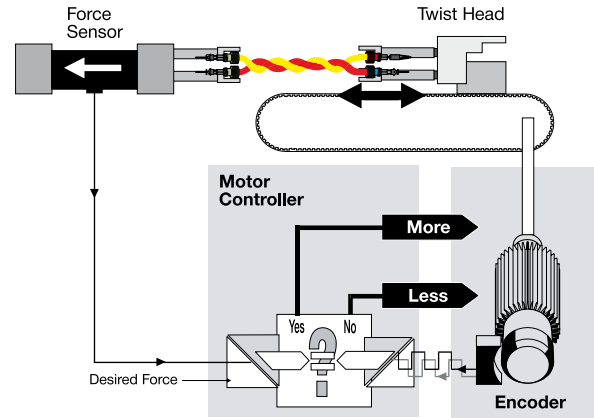 Force
Sensor
Twist Head
Motor
Controller
More
Less
Yes
No
?
Desired Force
Encoder